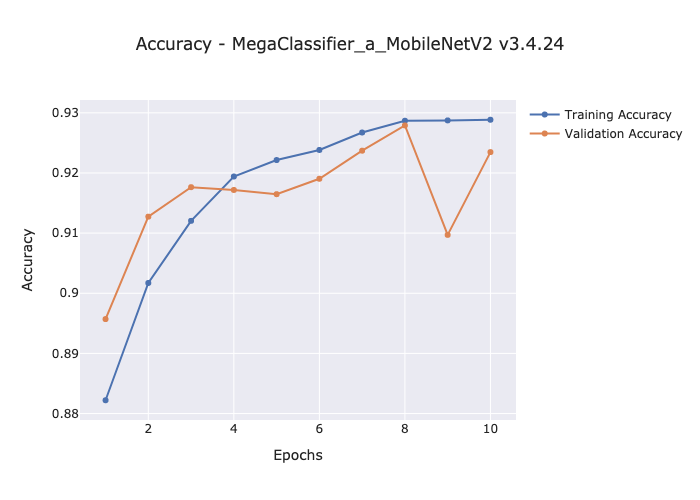 Accuracy - MegaClassifier_a_MobileNetV2 v3.4.24
Training Accuracy
Validation Accuracy
Accuracy
0.93
0.92
0.91
0.9
0.89
0.88
2 4 6 8 10
Epochs